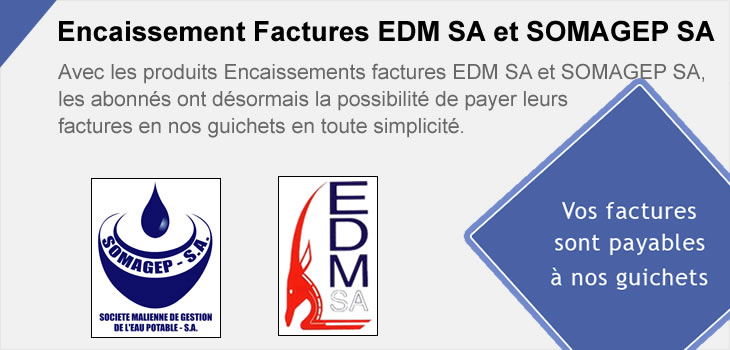 Encaissement Factures EDM SA et SOMAGEP SA
Avec les produits Encaissements factures EDM SA et SOMAGEP SA,
les abonnés ont désormais la possibilité de payer leurs
factures en nos guichets en toute simplicité.
SOMAGEP - S.A.
SOCIETE MALIENNE DE GESTION
DE L'EAU POTABLE - S.A.
EDM
SA
Vos factures
sont payables
à nos guichets